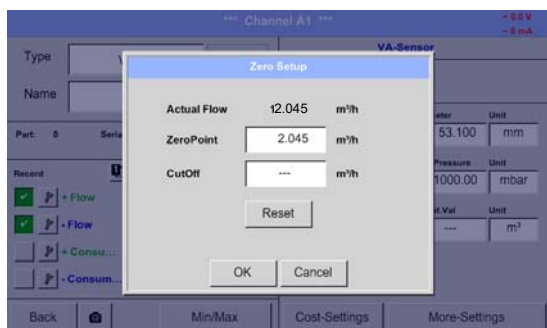 *** Channel A1 ***
~ 0.0 V
~ 0 mA
Type
VA-Sensor
Zero Setup
Name
Actual Flow 12.045 m³/h
Unit
Part: 0
ZeroPoint 2.045 m³/h
53.100 mm
Record
CutOff --- m³/h
Pressure Unit
1000.00 mbar
+ Flow
Reset
- Flow
Unit
--- m³
+ Consu...
- Consum...
OK Cancel
Back Min/Max Cost-Settings More-Settings